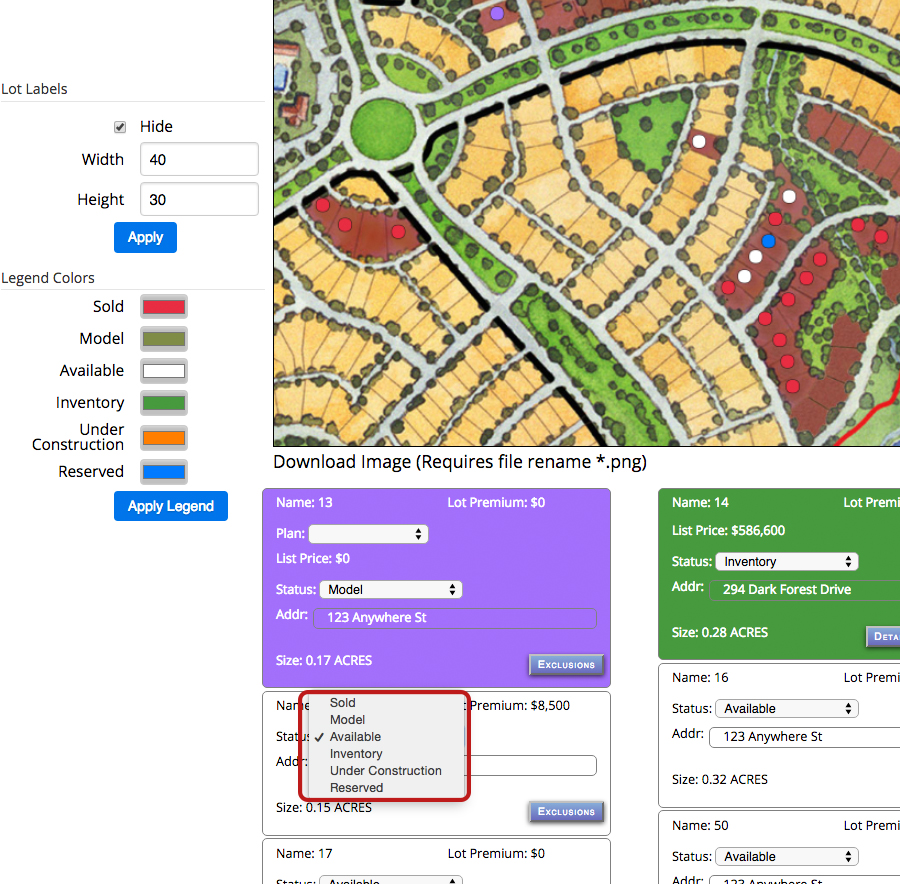 Lot Labels
Hide
Width 40
Height 30
Apply
Legend Colors
Sold
Model
Available
Inventory
Under
Construction
Reserved
Apply Legend
Download Image (Requires file rename *.png)
Name: 13 Lot Premium: $0
Plan:
List Price: $0
Status: Model
Addr: 123 Anywhere St
Size: 0.17 ACRES
Exclusions
Name: 14 Lot Premi
List Price: $586,600
Status: Inventory
Addr: 294 Dark Forest Drive
Size: 0.28 ACRES
Deta
Name t Premium: $8,500
Statu
Addr:
Sold
Model
✓ Available
Inventory
Under Construction
Reserved
Size: 0.15 ACRES
Exclusions
Name: 16 Lot Premi
Status: Available
Addr: 123 Anywhere St
Size: 0.32 ACRES
Name: 17 Lot Premium: $0
Status: Available
Name: 50 Lot Premi
Status: Available
Addr: 123 Anywhere St